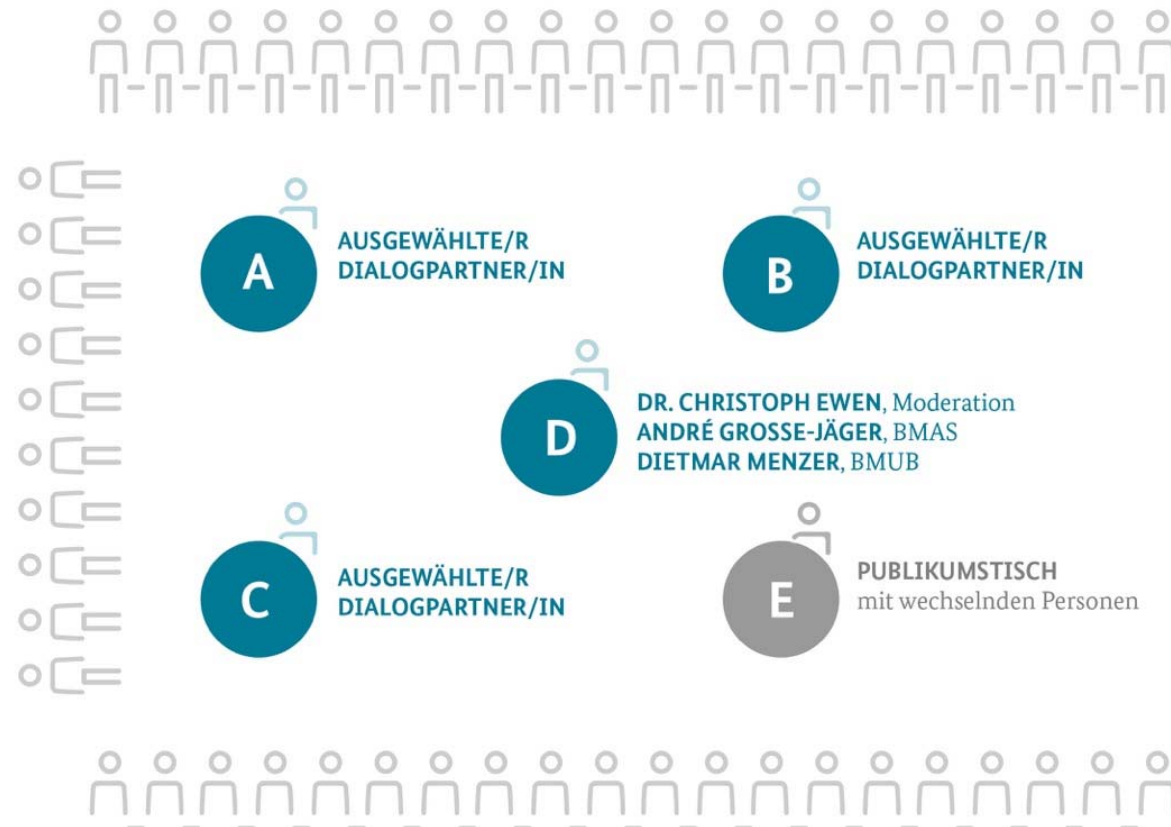 A
AUSGEWÄHLTE/R
DIALOGPARTNER/IN
B
AUSGEWÄHLTE/R
DIALOGPARTNER/IN
D
DR. CHRISTOPH EWEN, Moderation
ANDRÉ GROSSE-JÄGER, BMAS
DIETMAR MENZER, BMUB
C
AUSGEWÄHLTE/R
DIALOGPARTNER/IN
E
PUBLIKUMSTISCH
mit wechselnden Personen